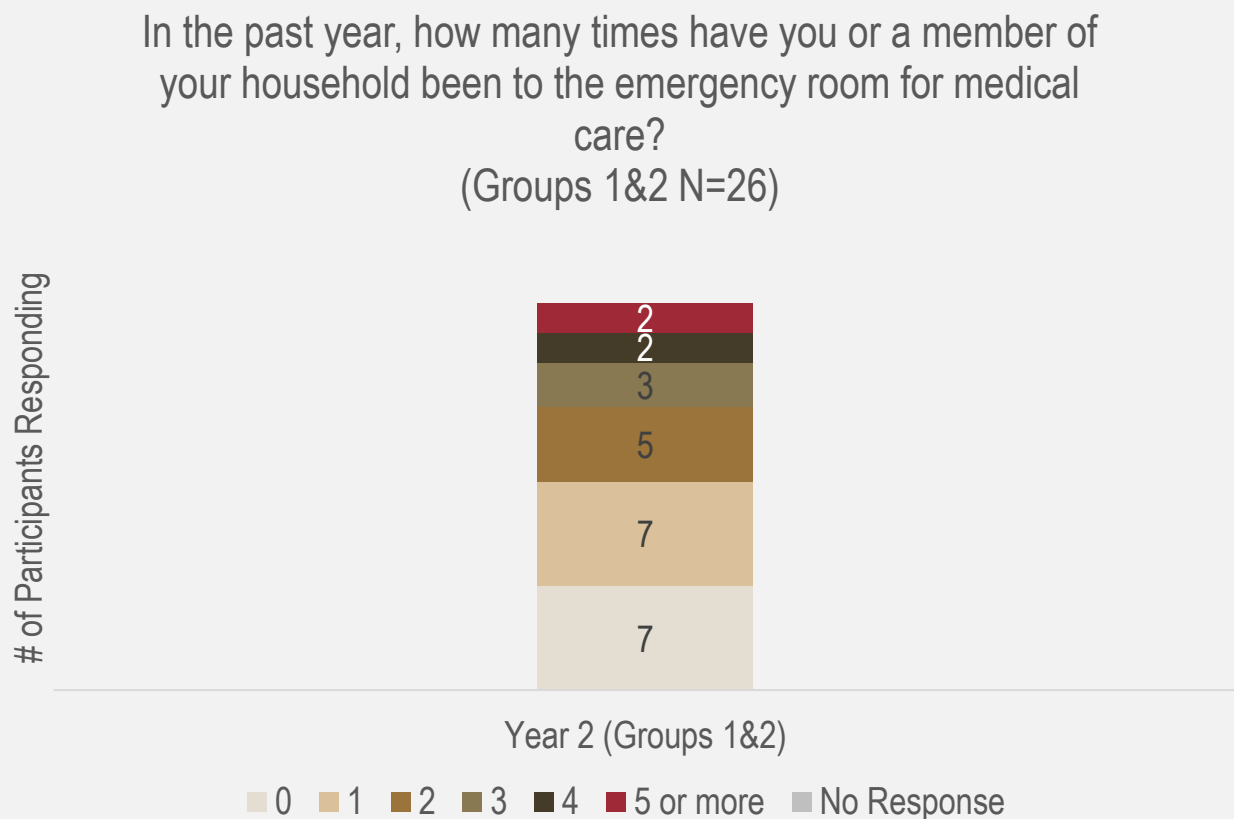 In the past year, how many times have you or a member of
your household been to the emergency room for medical
care?
(Groups 1&2 N=26)
# of Participants Responding
2
2
3
5
7
7
Year 2 (Groups 1&2)
0 1 2 3 4 5 or more No Response